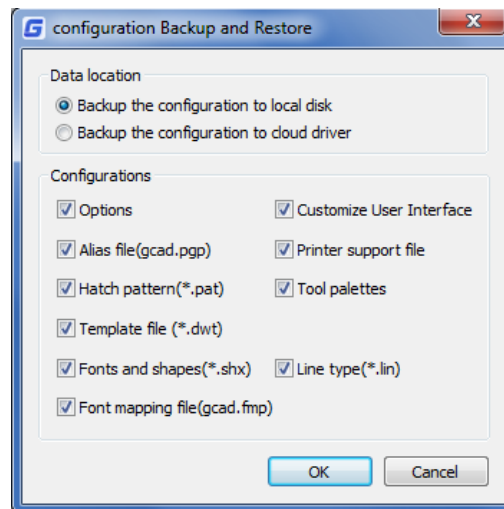 configuration Backup and Restore
Data location
Backup the configuration to local disk
Backup the configuration to cloud driver
Configurations
Options Customize User Interface
Alias file(gcad.pgp) Printer support file
Hatch pattern(*.pat) Tool palettes
Template file (*.dwt)
Fonts and shapes(*.shx) Line type(*.lin)
Font mapping file(gcad.fmp)
OK Cancel